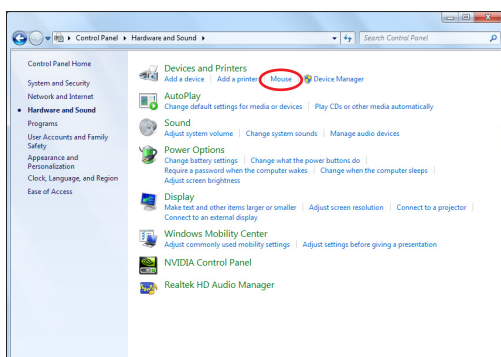 Control Panel Hardware and Sound Search Control Panel
Control Panel Home
System and Security
Network and Internet
Hardware and Sound
Programs
User Accounts and Family
Safety
Appearance and
Personalization
Clock, Language, and Region
Ease of Access
Devices and Printers
Add a device Add a printer Mouse Device Manager
AutoPlay
Change default settings for media or devices Play CDs or other media automatically
Sound
Adjust system volume Change system sounds Manage audio devices
Power Options
Change battery settings Change what the power buttons do
Require a password when the computer wakes Change when the computer sleeps
Adjust screen brightness
Display
Make text and other items larger or smaller Adjust screen resolution Connect to a projector
Connect to an external display
Windows Mobility Center
Adjust commonly used mobility settings Adjust settings before giving a presentation
NVIDIA Control Panel
Realtek HD Audio Manager